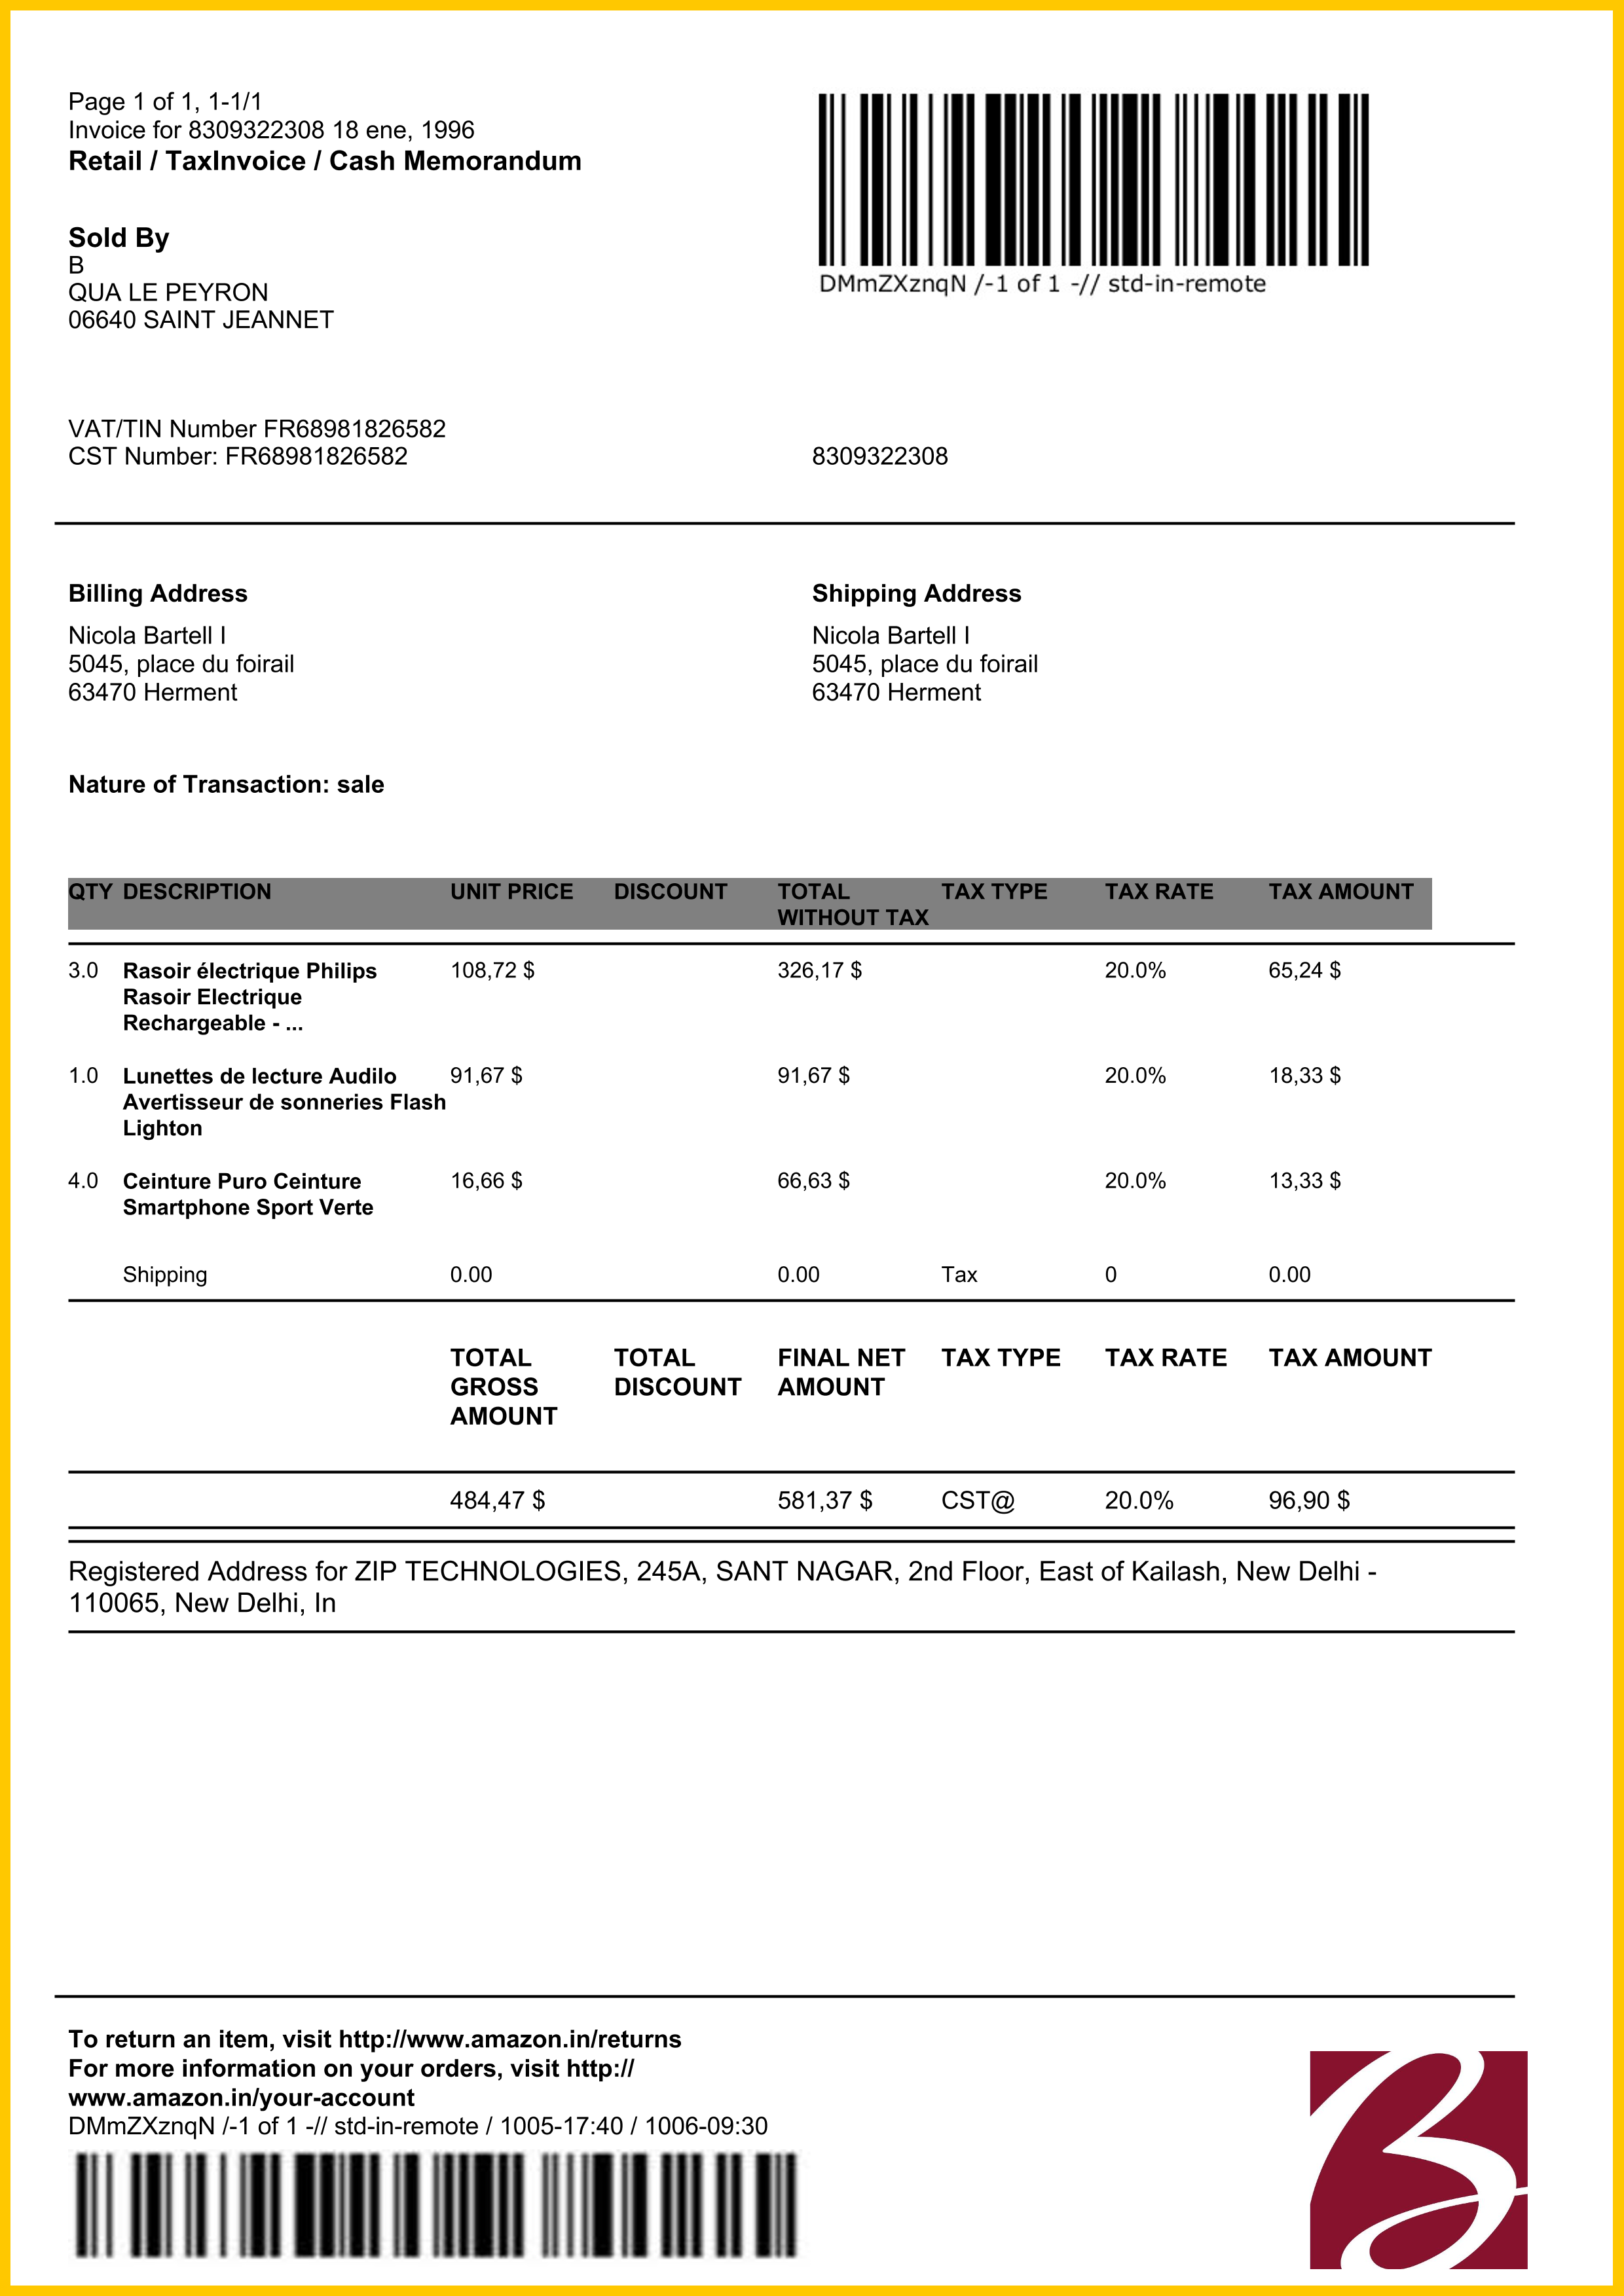 Page 1 of 1, 1-1/1
Invoice for 8309322308 18 ene, 1996
Retail / TaxInvoice / Cash Memorandum
DMmZXznqN /-1 of 1 -// std-in-remote
Sold By
B
QUA LE PEYRON
06640 SAINT JEANNET
VAT/TIN Number FR68981826582
CST Number: FR68981826582
8309322308
Billing Address
Nicola Bartell I
5045, place du foirail
63470 Herment
Shipping Address
Nicola Bartell I
5045, place du foirail
63470 Herment
Nature of Transaction: sale
QTY DESCRIPTION UNIT PRICE DISCOUNT TOTAL TAX TYPE TAX RATE TAX AMOUNT
WITHOUT TAX
3.0 Rasoir électrique Philips 108,72 $ 326,17 $ 20.0% 65,24 $
Rasoir Electrique
Rechargeable - ...
1.0 Lunettes de lecture Audilo 91,67 $ 91,67 $ 20.0% 18,33 $
Avertisseur de sonneries Flash
Lighton
4.0 Ceinture Puro Ceinture 16,66 $ 66,63 $ 20.0% 13,33 $
Smartphone Sport Verte
Shipping 0.00 0.00 Tax 0 0.00
TOTAL TOTAL FINAL NET TAX TYPE TAX RATE TAX AMOUNT
GROSS DISCOUNT AMOUNT
AMOUNT
484,47 $ 581,37 $ CST@ 20.0% 96,90 $
Registered Address for ZIP TECHNOLOGIES, 245A, SANT NAGAR, 2nd Floor, East of Kailash, New Delhi -
110065, New Delhi, In
To return an item, visit http://www.amazon.in/returns
For more information on your orders, visit http://
www.amazon.in/your-account
DMmZXznqN /-1 of 1 -// std-in-remote / 1005-17:40 / 1006-09:30
B